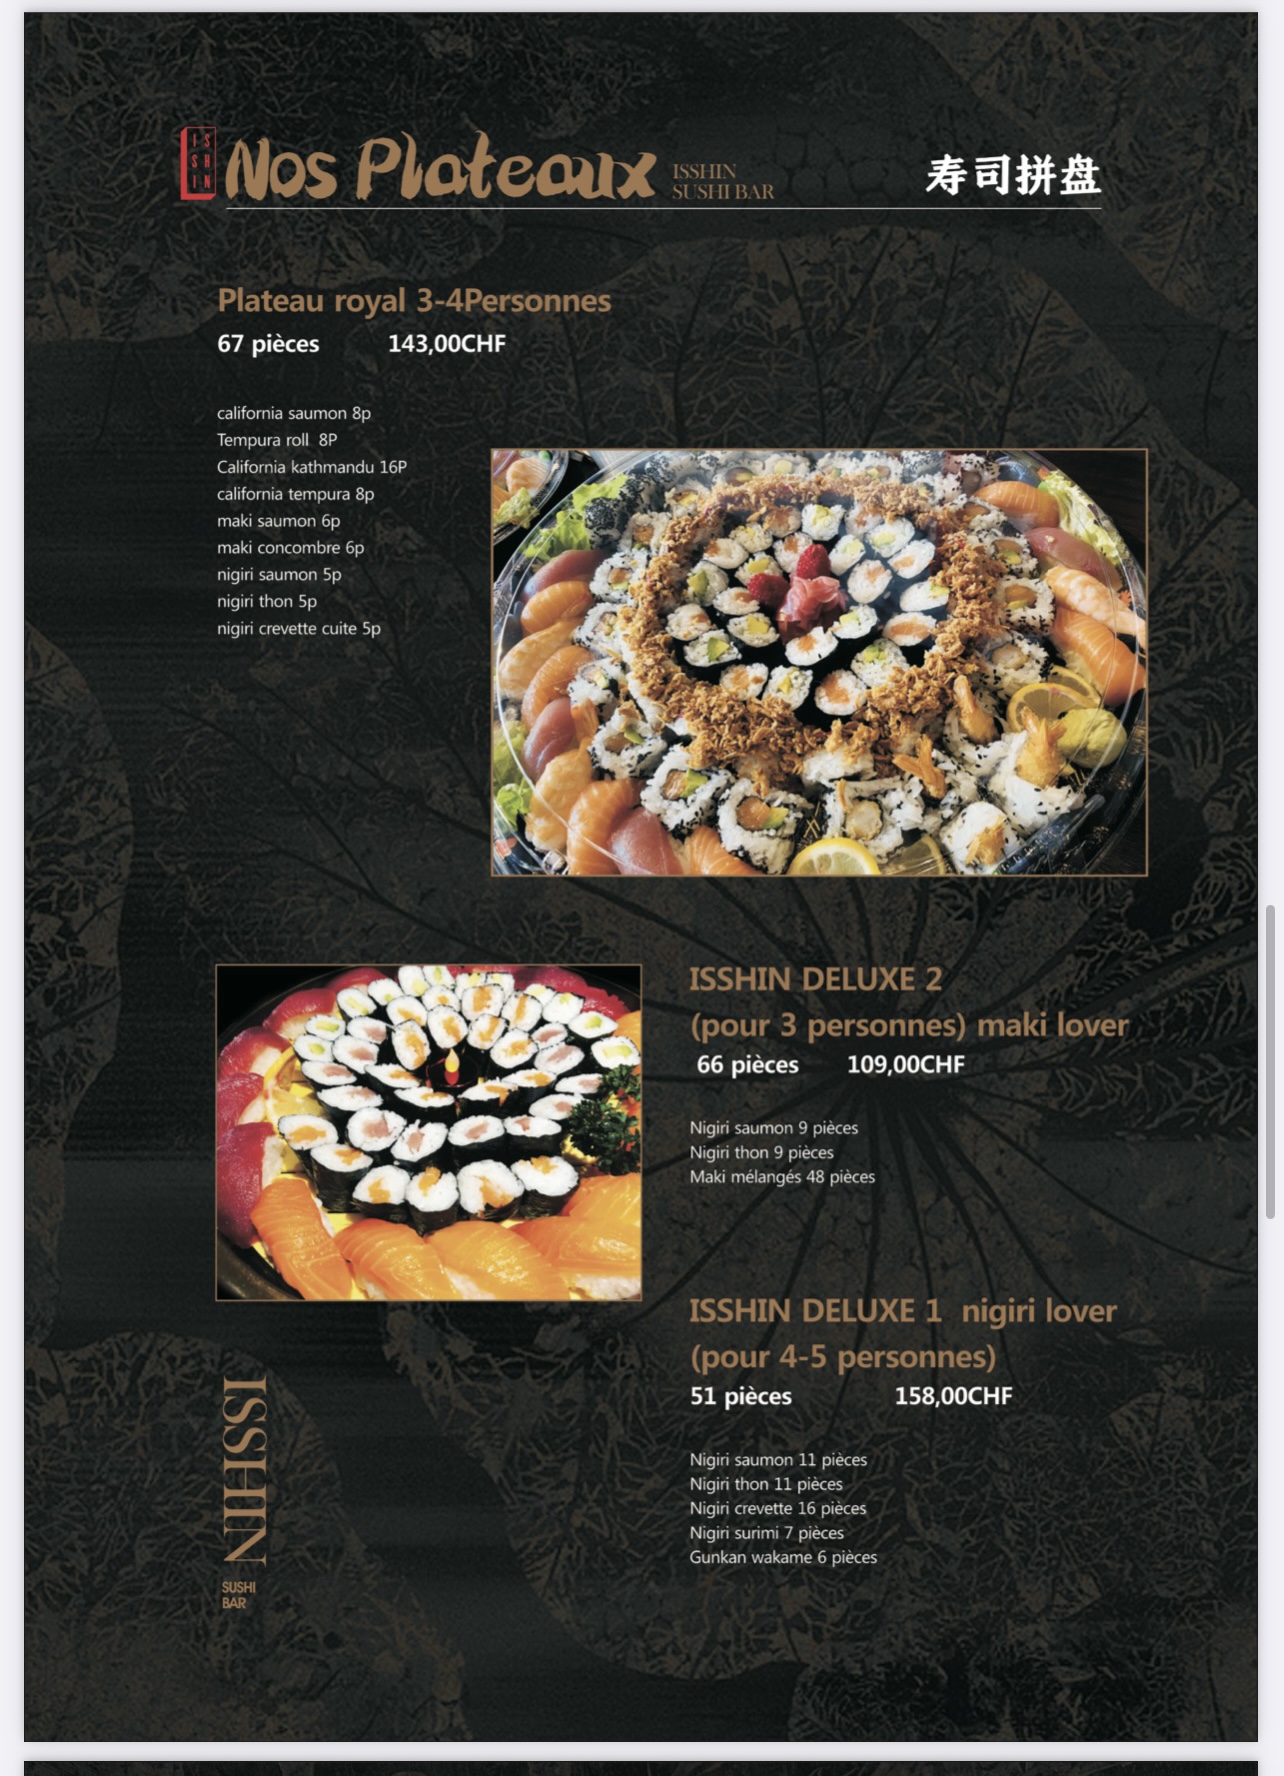 ISSHIN
Nos Plateaux
ISSHIN
SUSHI BAR
寿司拼盘
Plateau royal 3-4Personnes
67 pièces 143,00CHF
california saumon 8p
Tempura roll 8P
California kathmandu 16P
california tempura 8p
maki saumon 6p
maki concombre 6p
nigiri saumon 5p
nigiri thon 5p
nigiri crevette cuite 5p
ISSHIN DELUXE 2
(pour 3 personnes) maki lover
66 pièces 109,00CHF
Nigiri saumon 9 pièces
Nigiri thon 9 pièces
Maki mélangés 48 pièces
ISSHIN DELUXE 1 nigiri lover
(pour 4-5 personnes)
51 pièces 158,00CHF
Nigiri saumon 11 pièces
Nigiri thon 11 pièces
Nigiri crevette 16 pièces
Nigiri surimi 7 pièces
Gunkan wakame 6 pièces
ISSHIN
SUSHI
BAR